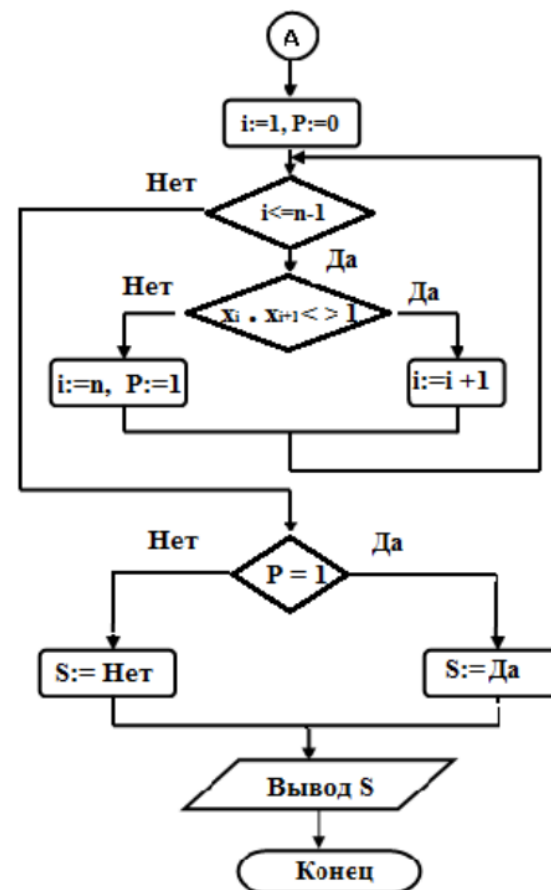 A
i:=1, P:=0
Нет
i<=n-1
Да
Нет
Да
xi . xi+1< > 1
i:=n, P:=1
i:=i +1
Нет
Да
P = 1
S:= Нет
S:= Да
Вывод S
Конец